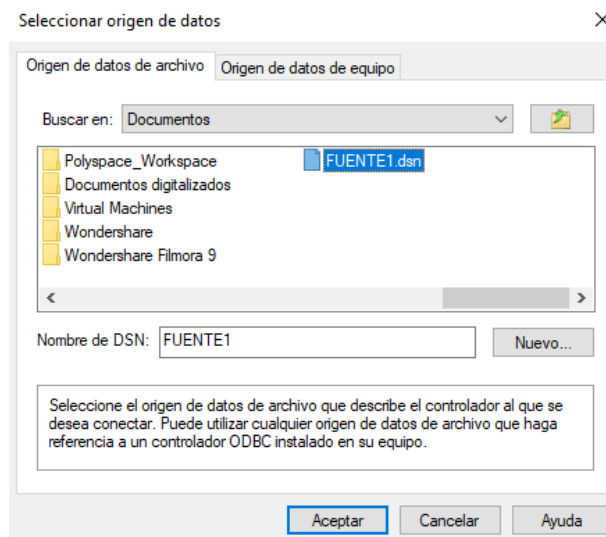 Seleccionar origen de datos
Origen de datos de archivo Origen de datos de equipo
Buscar en: Documentos
Polyspace_Workspace FUENTE1.dsn
Documentos digitalizados
Virtual Machines
Wondershare
Wondershare Filmora 9
Nombre de DSN: FUENTE1 Nuevo...
Seleccione el origen de datos de archivo que describe el controlador al que se
desea conectar. Puede utilizar cualquier origen de datos de archivo que haga
referencia a un controlador ODBC instalado en su equipo.
Aceptar Cancelar Ayuda